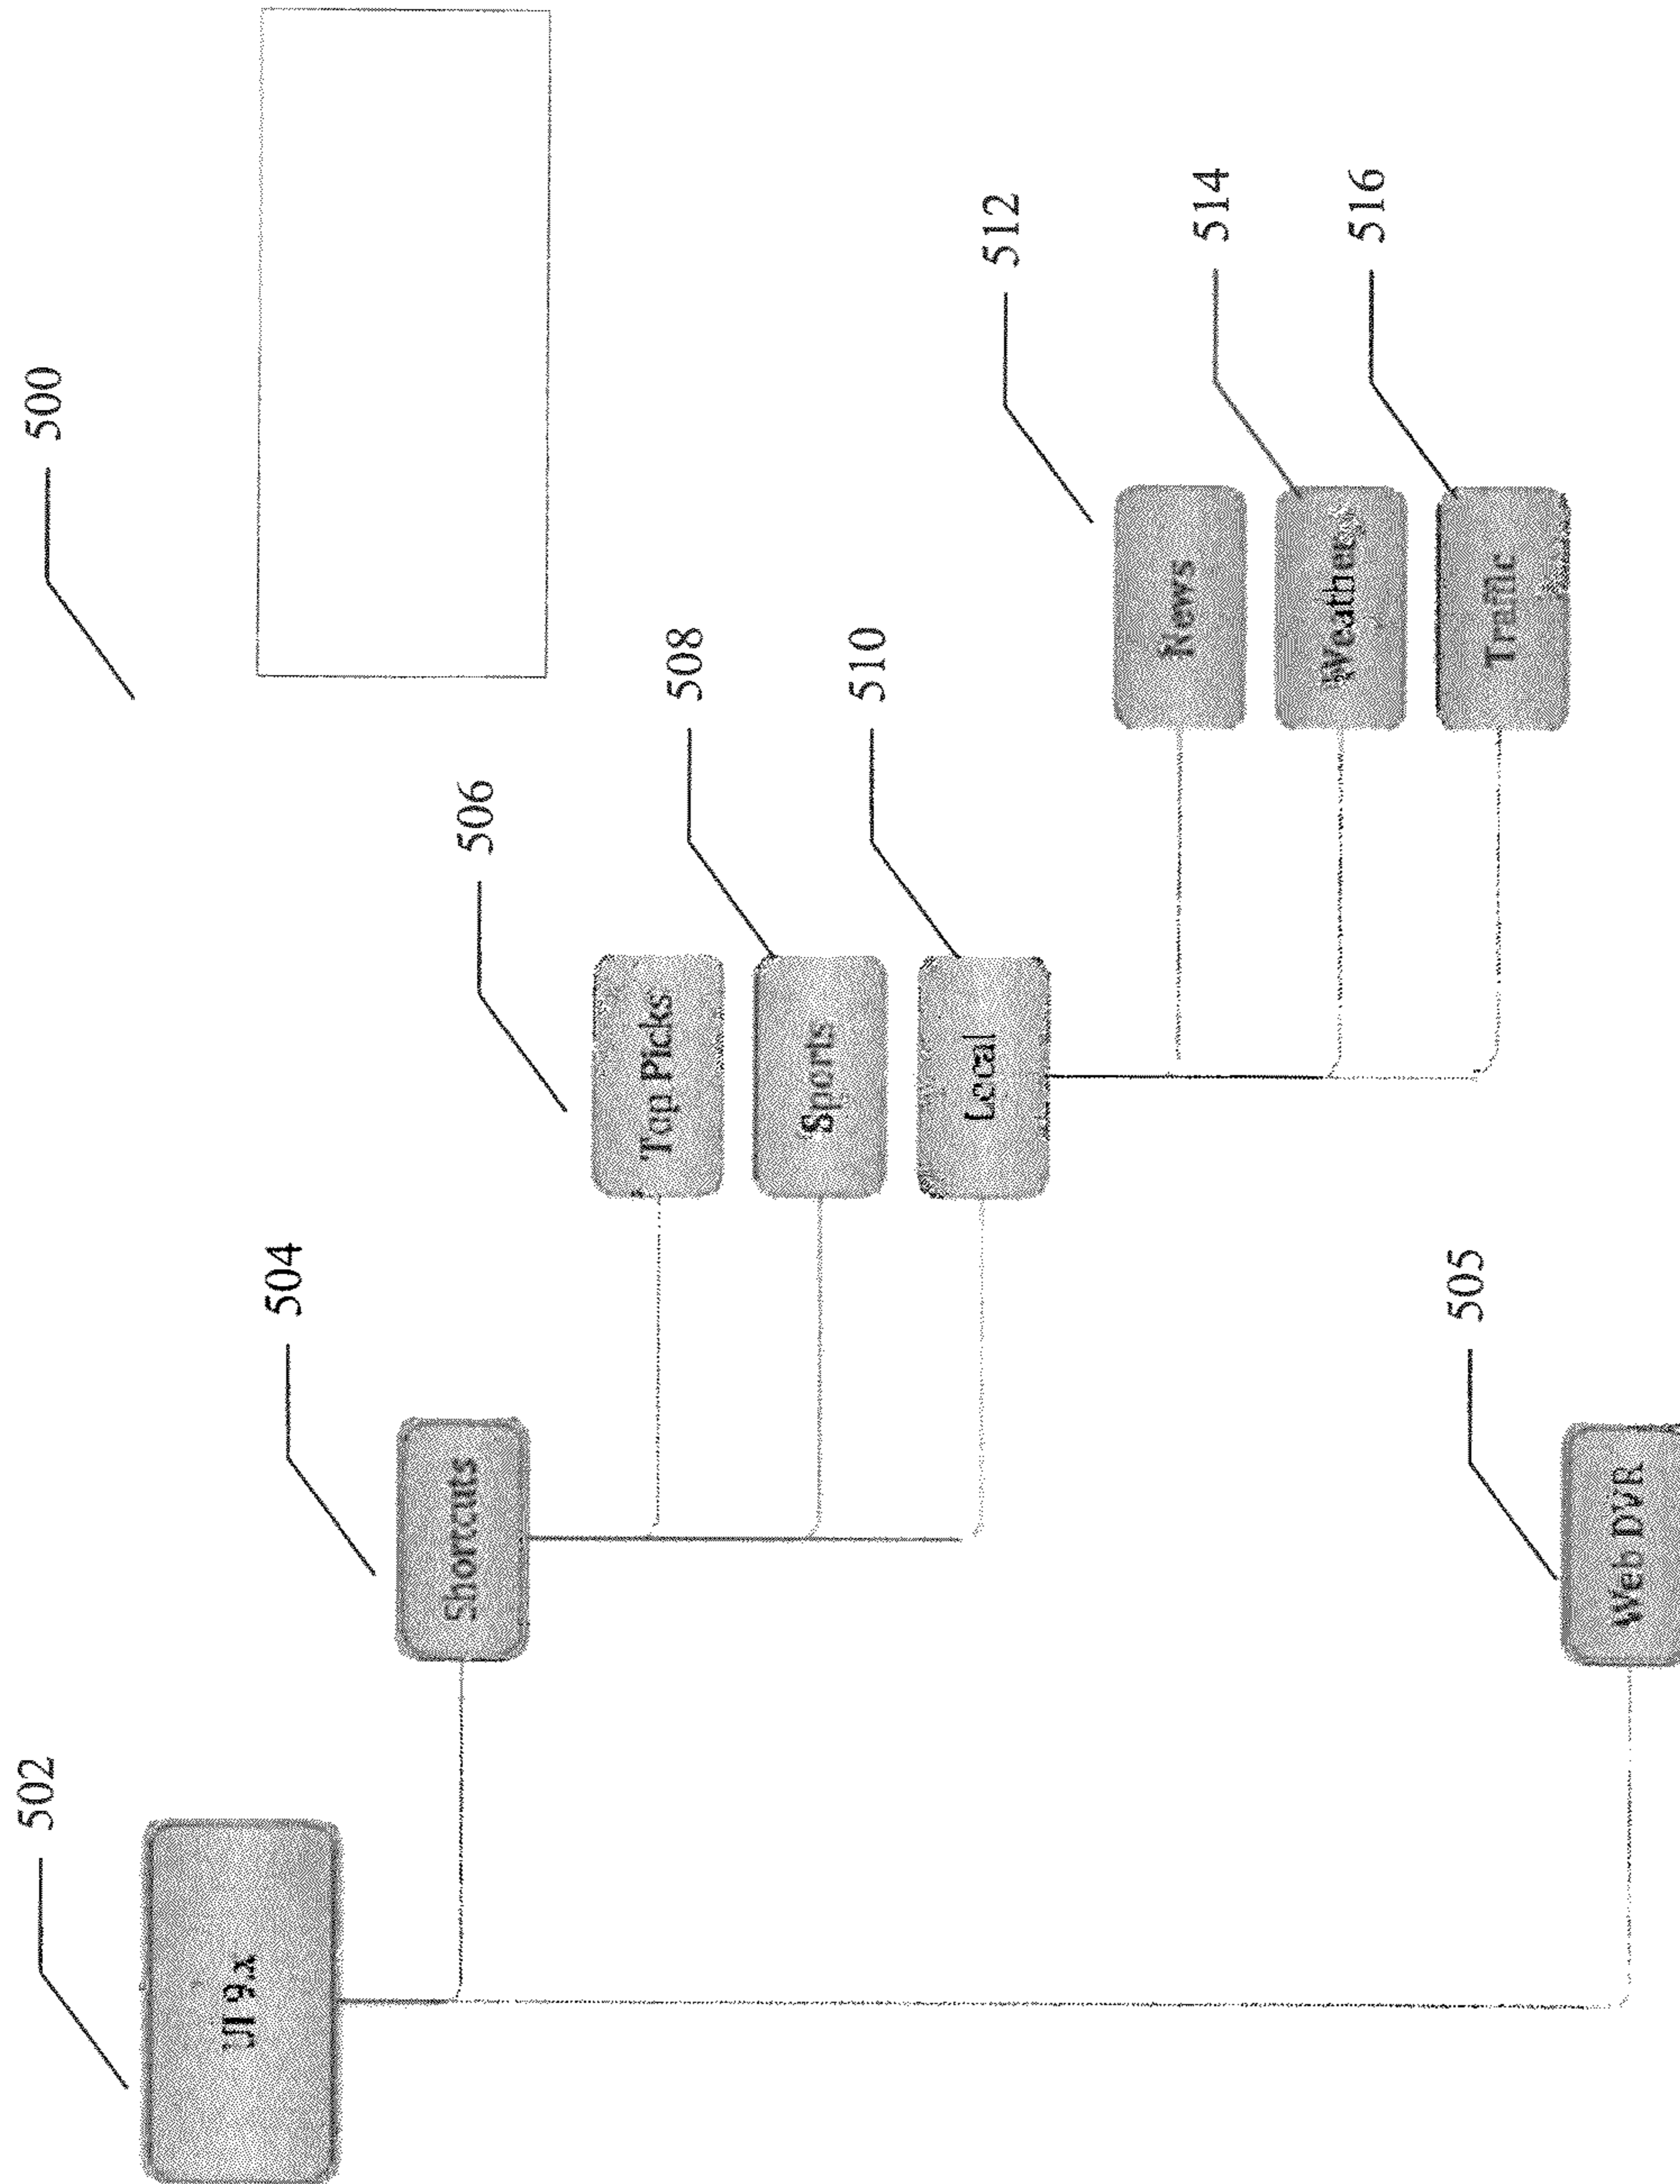 500
502
UI 9.x
504
Shortcuts
506
Top Picks
508
Sports
510
Local
512
News
514
Weather
516
Traffic
505
Web DVR